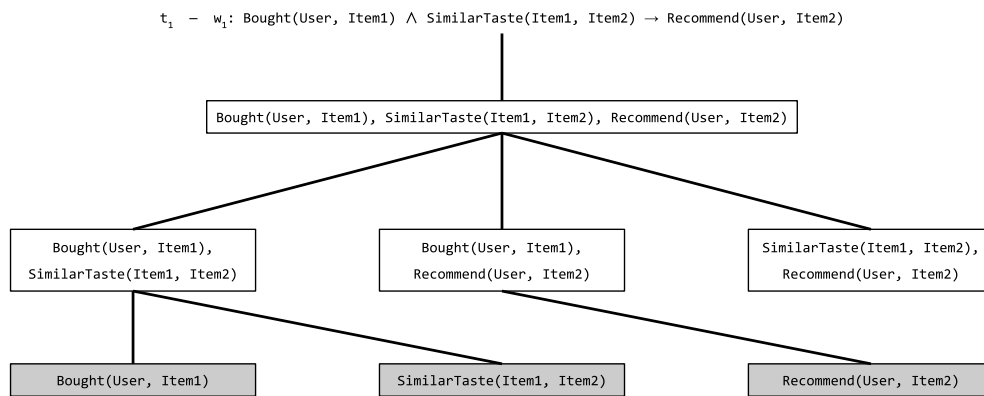 t₁ – w₁: Bought(User, Item1) ∧ SimilarTaste(Item1, Item2) → Recommend(User, Item2)
Bought(User, Item1), SimilarTaste(Item1, Item2), Recommend(User, Item2)
Bought(User, Item1),
SimilarTaste(Item1, Item2)
Bought(User, Item1),
Recommend(User, Item2)
SimilarTaste(Item1, Item2),
Recommend(User, Item2)
Bought(User, Item1)
SimilarTaste(Item1, Item2)
Recommend(User, Item2)